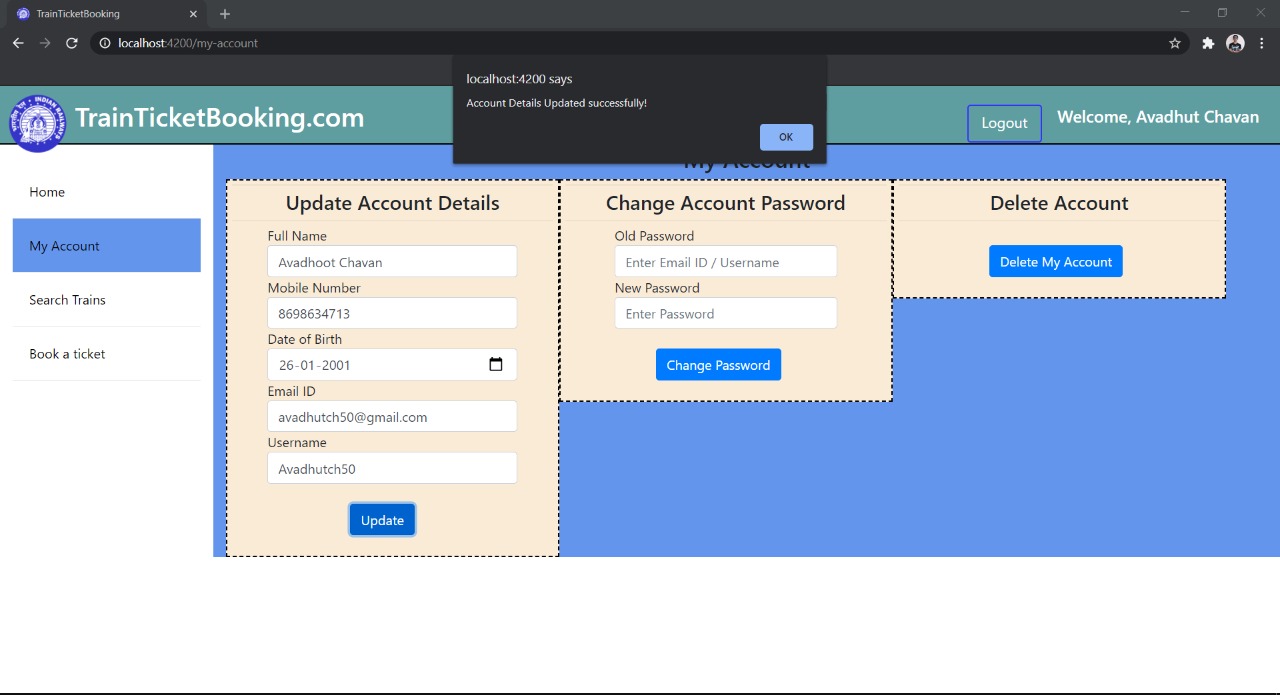 TrainTicketBooking
localhost:4200/my-account
localhost:4200 says
Account Details Updated successfully!
OK
INDIAN RAILWAYS
TrainTicketBooking.com
Logout
Welcome, Avadhut Chavan
My Account
Home
My Account
Search Trains
Book a ticket
Update Account Details
Full Name
Avadhoot Chavan
Mobile Number
8698634713
Date of Birth
26-01-2001
Email ID
avadhutch50@gmail.com
Username
Avadhutch50
Update
Change Account Password
Old Password
Enter Email ID / Username
New Password
Enter Password
Change Password
Delete Account
Delete My Account